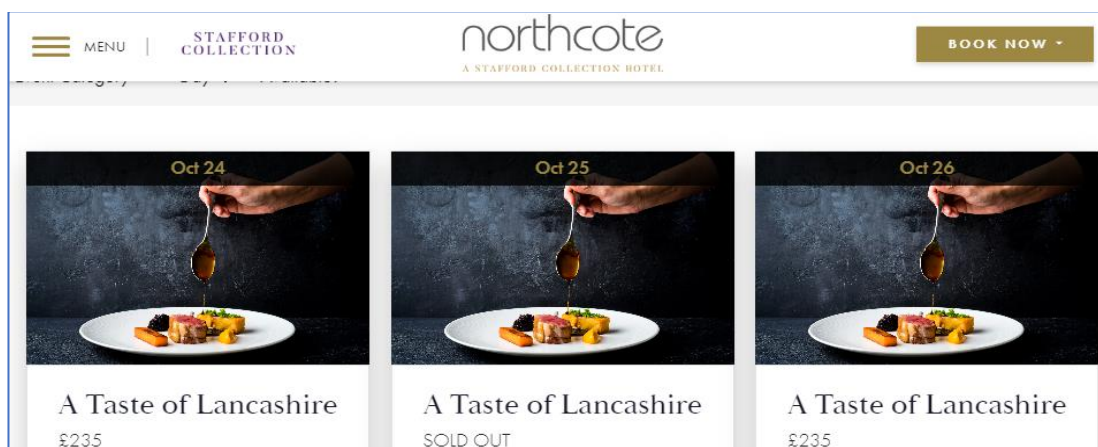 MENU
STAFFORD
COLLECTION
northcote
A STAFFORD COLLECTION HOTEL
BOOK NOW
Oct 24
Oct 25
Oct 26
A Taste of Lancashire
£235
A Taste of Lancashire
SOLD OUT
A Taste of Lancashire
£235